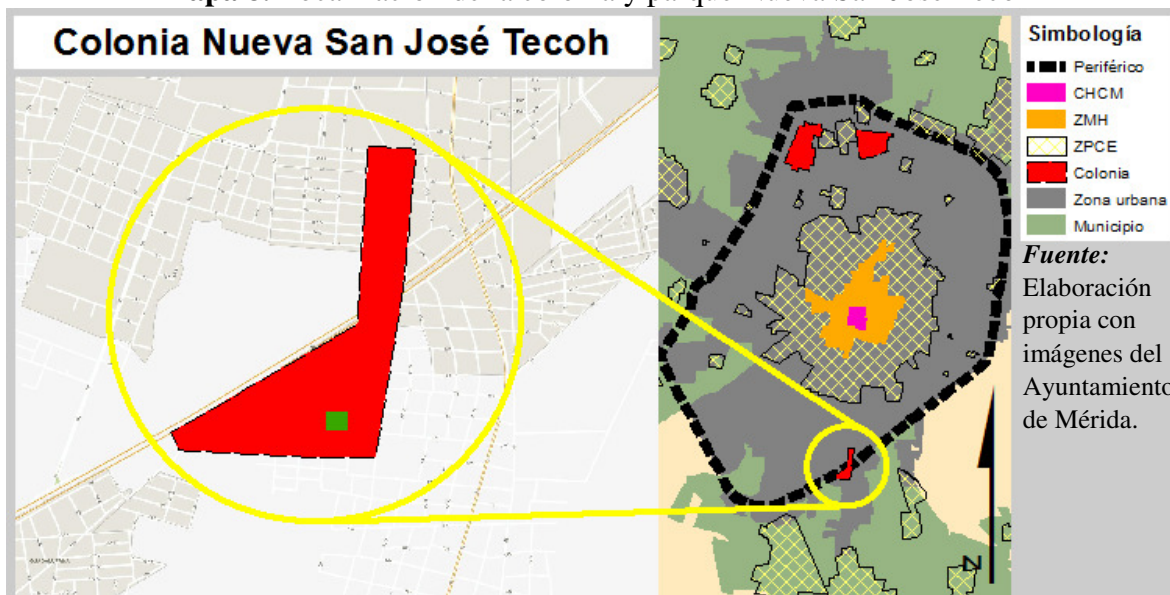 Colonia Nueva San José Tecoh
Simbología
Periférico
CHCM
ZMH
ZPCE
Colonia
Zona urbana
Municipio
Fuente:
Elaboración
propia con
imágenes del
Ayuntamiento
de Mérida.
N